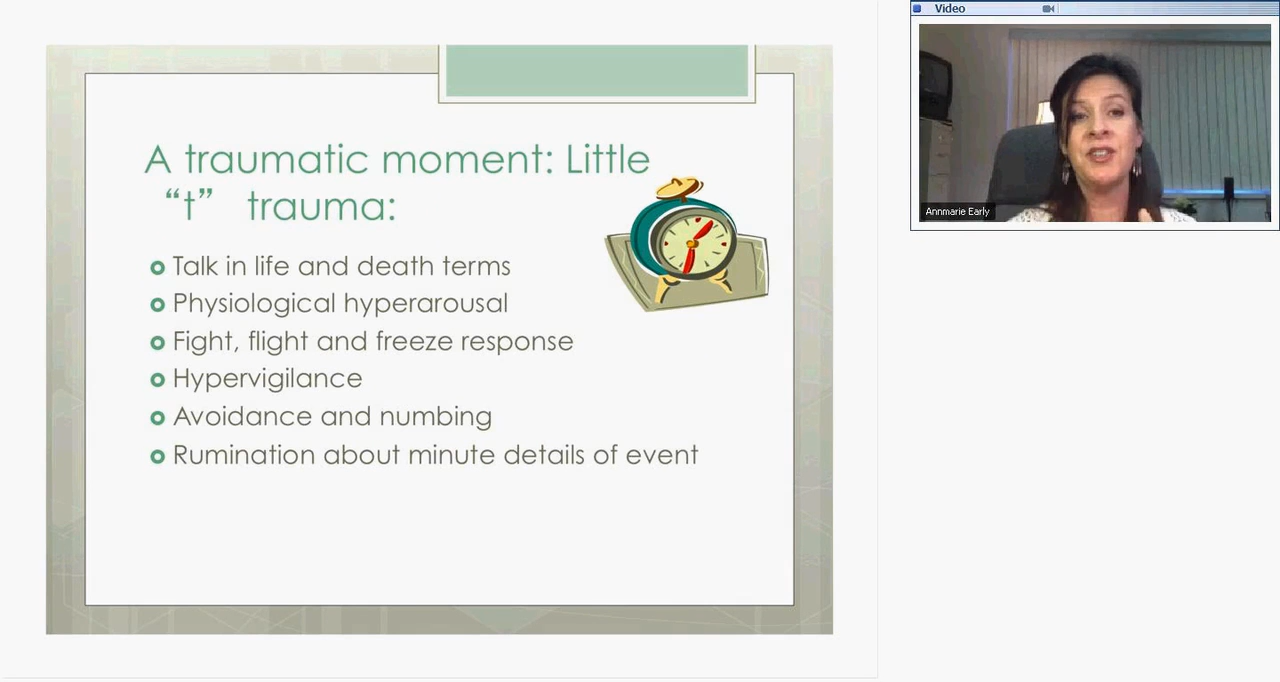 A traumatic moment: Little
“t” trauma:
Talk in life and death terms
Physiological hyperarousal
Fight, flight and freeze response
Hypervigilance
Avoidance and numbing
Rumination about minute details of event
Video
Annmarie Early